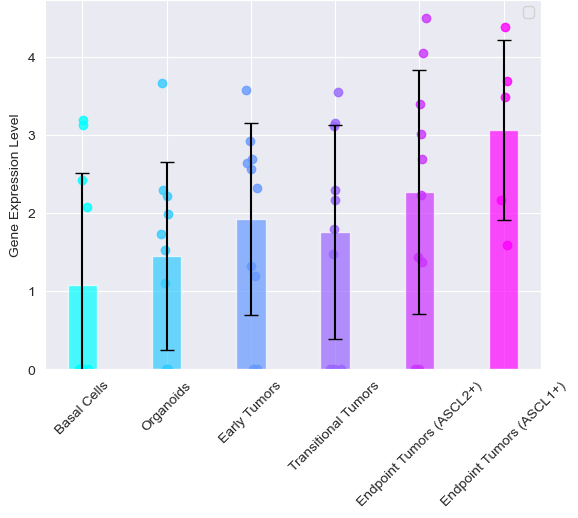 4
3
2
1
0
Gene Expression Level
Basal Cells
Organoids
Early Tumors
Transitional Tumors
Endpoint Tumors (ASCL2+)
Endpoint Tumors (ASCL1+)